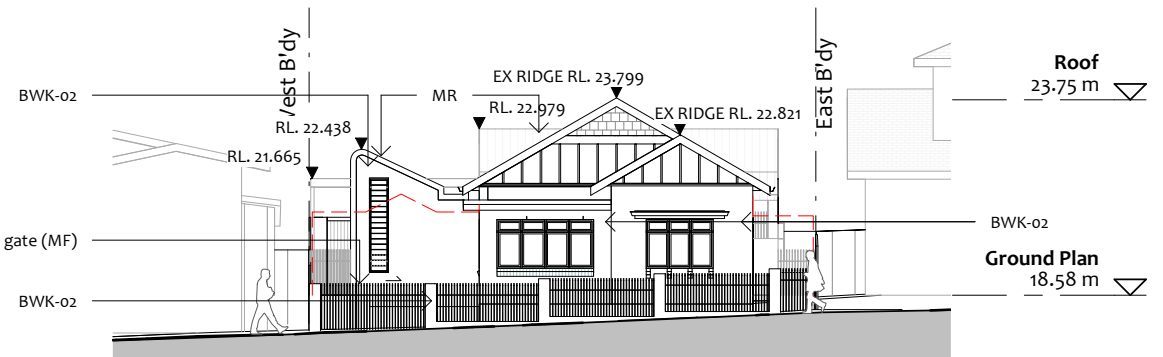 West B'dy
East B'dy
Roof
23.75 m
EX RIDGE RL. 23.799
BWK-02
MR
RL. 22.979
EX RIDGE RL. 22.821
RL. 22.438
RL. 21.665
BWK-02
gate (MF)
Ground Plan
18.58 m
BWK-02